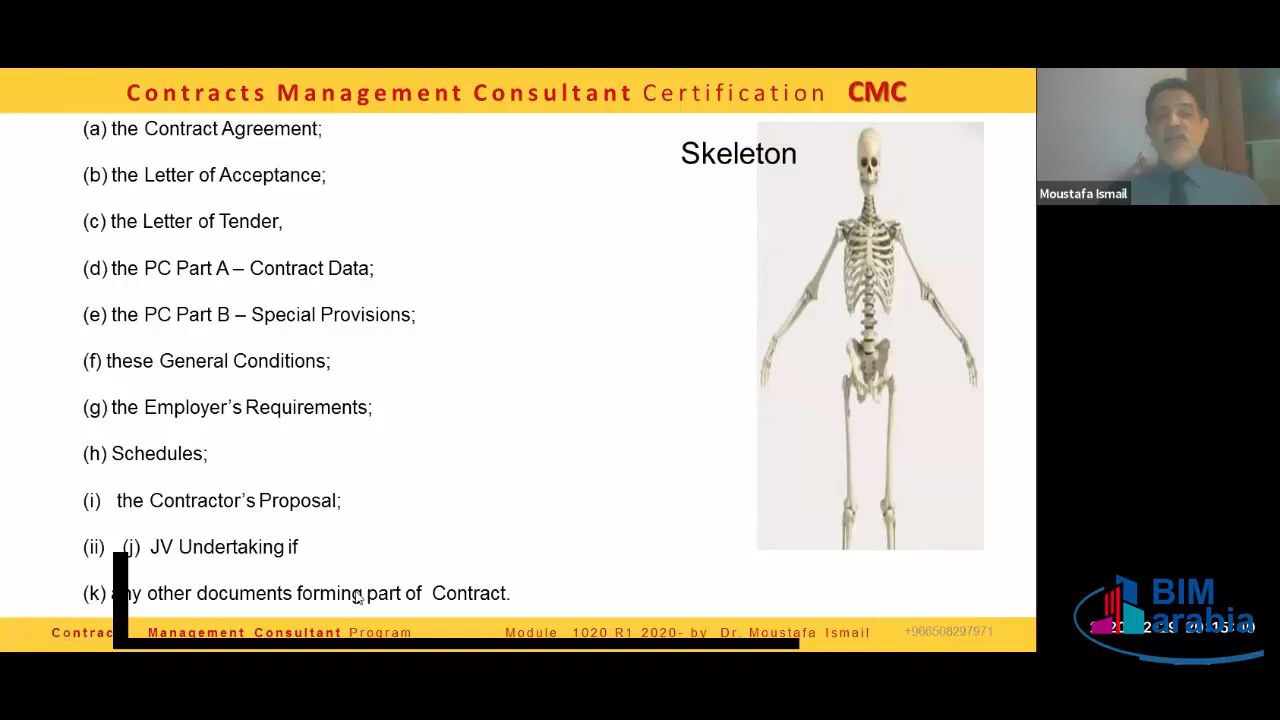 Contracts Management Consultant Certification CMC
(a) the Contract Agreement;
Skeleton
(b) the Letter of Acceptance;
(c) the Letter of Tender,
(d) the PC Part A – Contract Data;
(e) the PC Part B – Special Provisions;
(f) these General Conditions;
(g) the Employer's Requirements;
(h) Schedules;
(i) the Contractor's Proposal;
(ii) (j) JV Undertaking if
(k) any other documents forming part of Contract.
Management Consultant Program Module 1020 R1 2020- by Dr. Moustafa Ismail +966508297971
Moustafa Ismail
BIM
arabia